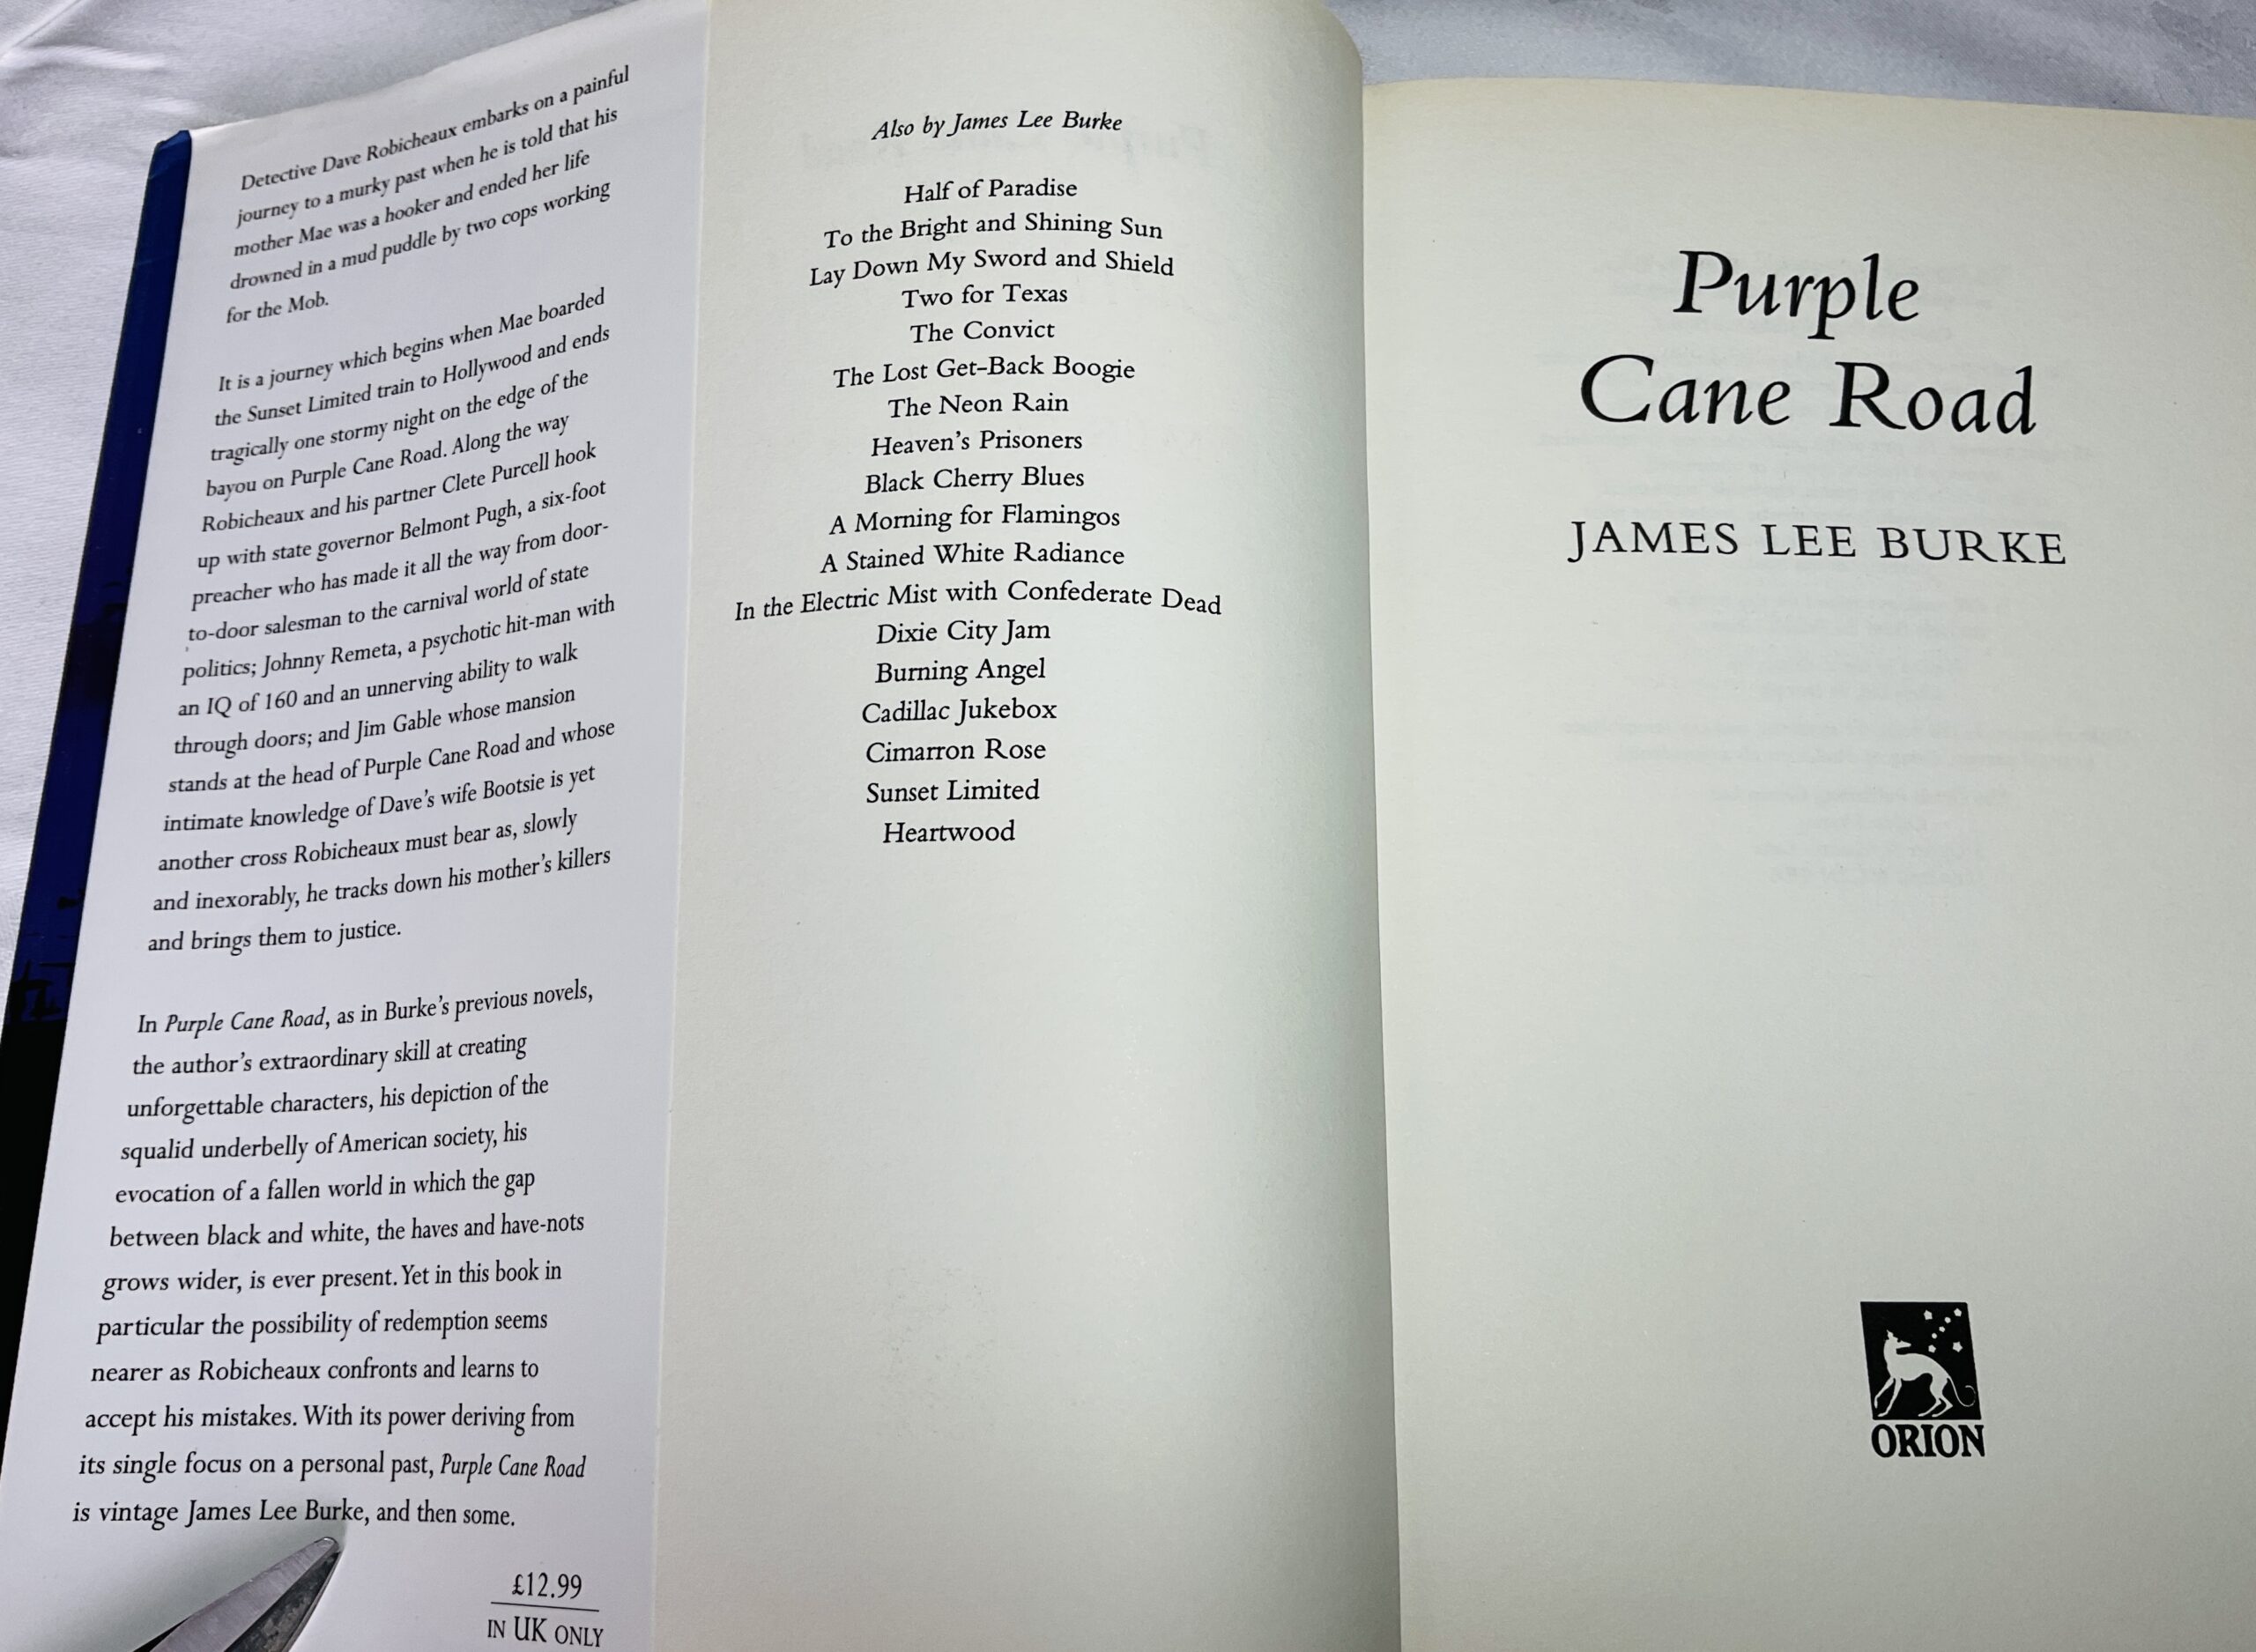 Detective Dave Robicheaux embarks on a painful
journey to a murky past when he is told that his
mother Mae was a hooker and ended her life
drowned in a mud puddle by two cops working
for the Mob.
It is a journey which begins when Mae boarded
the Sunset Limited train to Hollywood and ends
tragically one stormy night on the edge of the
bayou on Purple Cane Road. Along the way
Robicheaux and his partner Clete Purcell hook
up with state governor Belmont Pugh, a six-foot
preacher who has made it all the way from door-
to-door salesman to the carnival world of state
politics; Johnny Remeta, a psychotic hit-man with
an IQ of 160 and an unnerving ability to walk
through doors; and Jim Gable whose mansion
stands at the head of Purple Cane Road and whose
intimate knowledge of Dave's wife Bootsie is yet
another cross Robicheaux must bear as, slowly
and inexorably, he tracks down his mother's killers
and brings them to justice.
In Purple Cane Road, as in Burke's previous novels,
the author's extraordinary skill at creating
unforgettable characters, his depiction of the
squalid underbelly of American society, his
evocation of a fallen world in which the gap
between black and white, the haves and have-nots
grows wider, is ever present. Yet in this book in
particular the possibility of redemption seems
nearer as Robicheaux confronts and learns to
accept his mistakes. With its power deriving from
its single focus on a personal past, Purple Cane Road
is vintage James Lee Burke, and then some.
£12.99
IN UK ONLY
Also by James Lee Burke
Half of Paradise
To the Bright and Shining Sun
Lay Down My Sword and Shield
Two for Texas
The Convict
The Lost Get-Back Boogie
The Neon Rain
Heaven's Prisoners
Black Cherry Blues
A Morning for Flamingos
A Stained White Radiance
In the Electric Mist with Confederate Dead
Dixie City Jam
Burning Angel
Cadillac Jukebox
Cimarron Rose
Sunset Limited
Heartwood
Purple
Cane Road
JAMES LEE BURKE
ORION